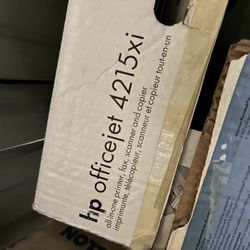 hp officejet 4215xi
all-in-one printer, fax, scanner and copier
imprimante, télécopieur, scanneur et copieur tout-en-un
NOT